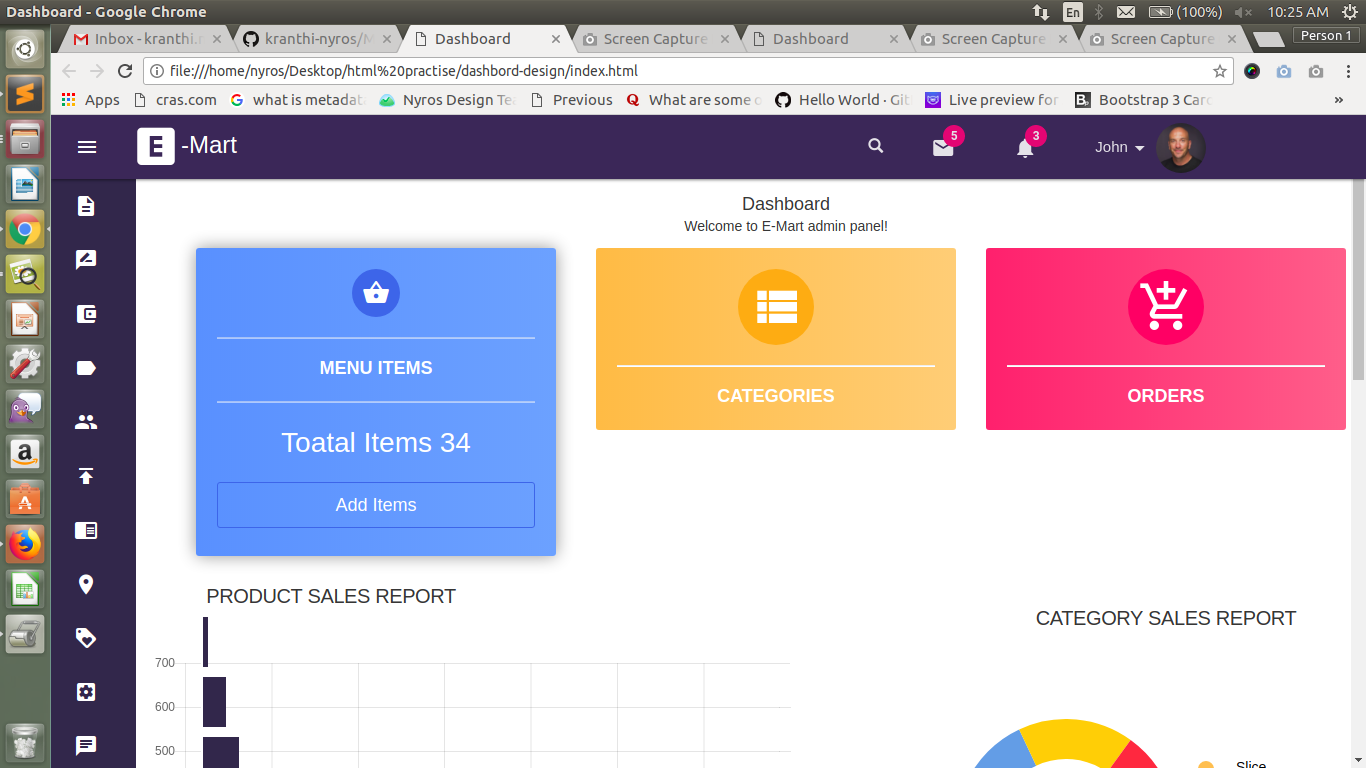 Dashboard - Google Chrome
En
(100%)
10:25 AM
Inbox - kranthi.
kranthi-nyros/
Dashboard
Screen Capture
Dashboard
Screen Capture
Screen Capture
Person 1
file:///home/nyros/Desktop/html%20practise/dashbord-design/index.html
Apps
cras.com
what is metada
Nyros Design Te
Previous
What are some o
Hello World · Git
Live preview for
Bootstrap 3 Car
»
E -Mart
5
3
John
Dashboard
Welcome to E-Mart admin panel!
MENU ITEMS
Toatal Items 34
Add Items
CATEGORIES
ORDERS
PRODUCT SALES REPORT
CATEGORY SALES REPORT
700
600
500
Slice